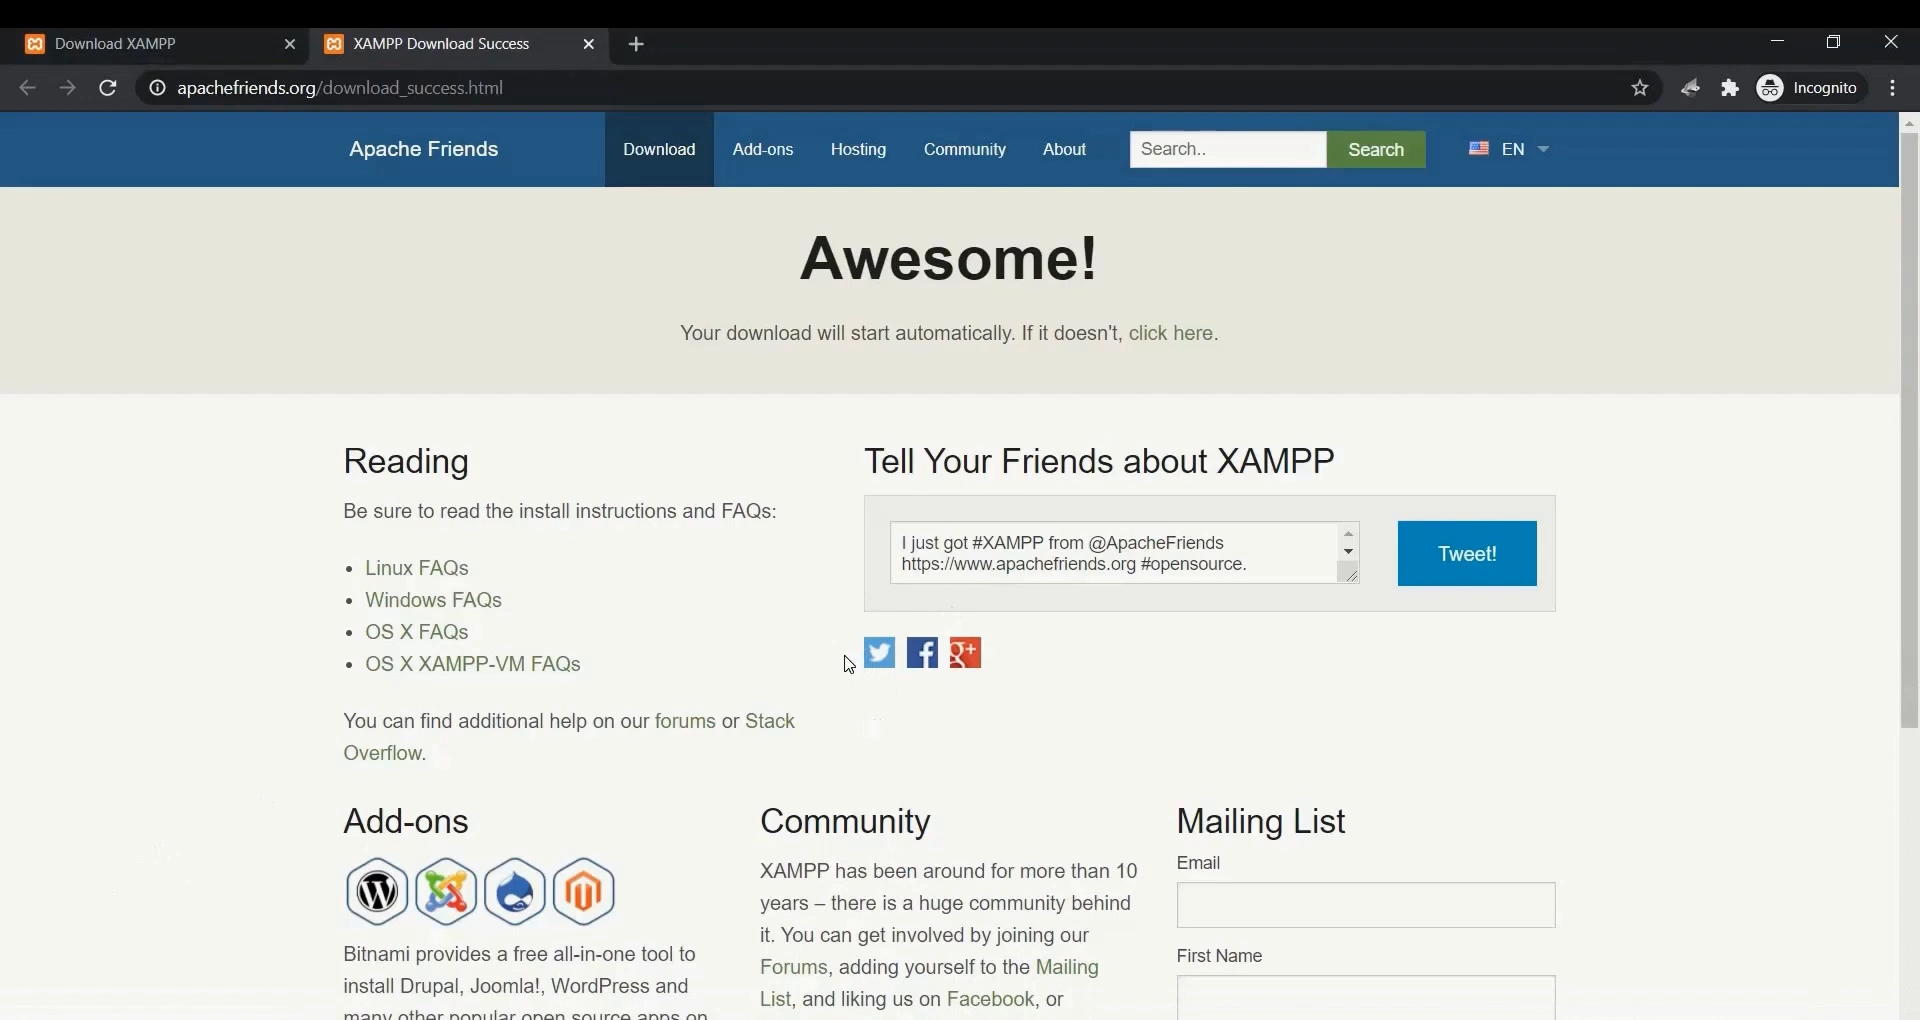 Download XAMPP
XAMPP Download Success
apachefriends.org/download_success.html
Incognito
Apache Friends
Download
Add-ons
Hosting
Community
About
Search..
Search
EN
Awesome!
Your download will start automatically. If it doesn't, click here.
Reading
Be sure to read the install instructions and FAQs:
Linux FAQs
Windows FAQs
OS X FAQs
OS X XAMPP-VM FAQs
You can find additional help on our forums or Stack
Overflow.
Tell Your Friends about XAMPP
I just got #XAMPP from @ApacheFriends
https://www.apachefriends.org #opensource.
Tweet!
g+
Add-ons
Bitnami provides a free all-in-one tool to
install Drupal, Joomla!, WordPress and
many other popular open source apps on
Community
XAMPP has been around for more than 10
years – there is a huge community behind
it. You can get involved by joining our
Forums, adding yourself to the Mailing
List, and liking us on Facebook, or
Mailing List
Email
First Name